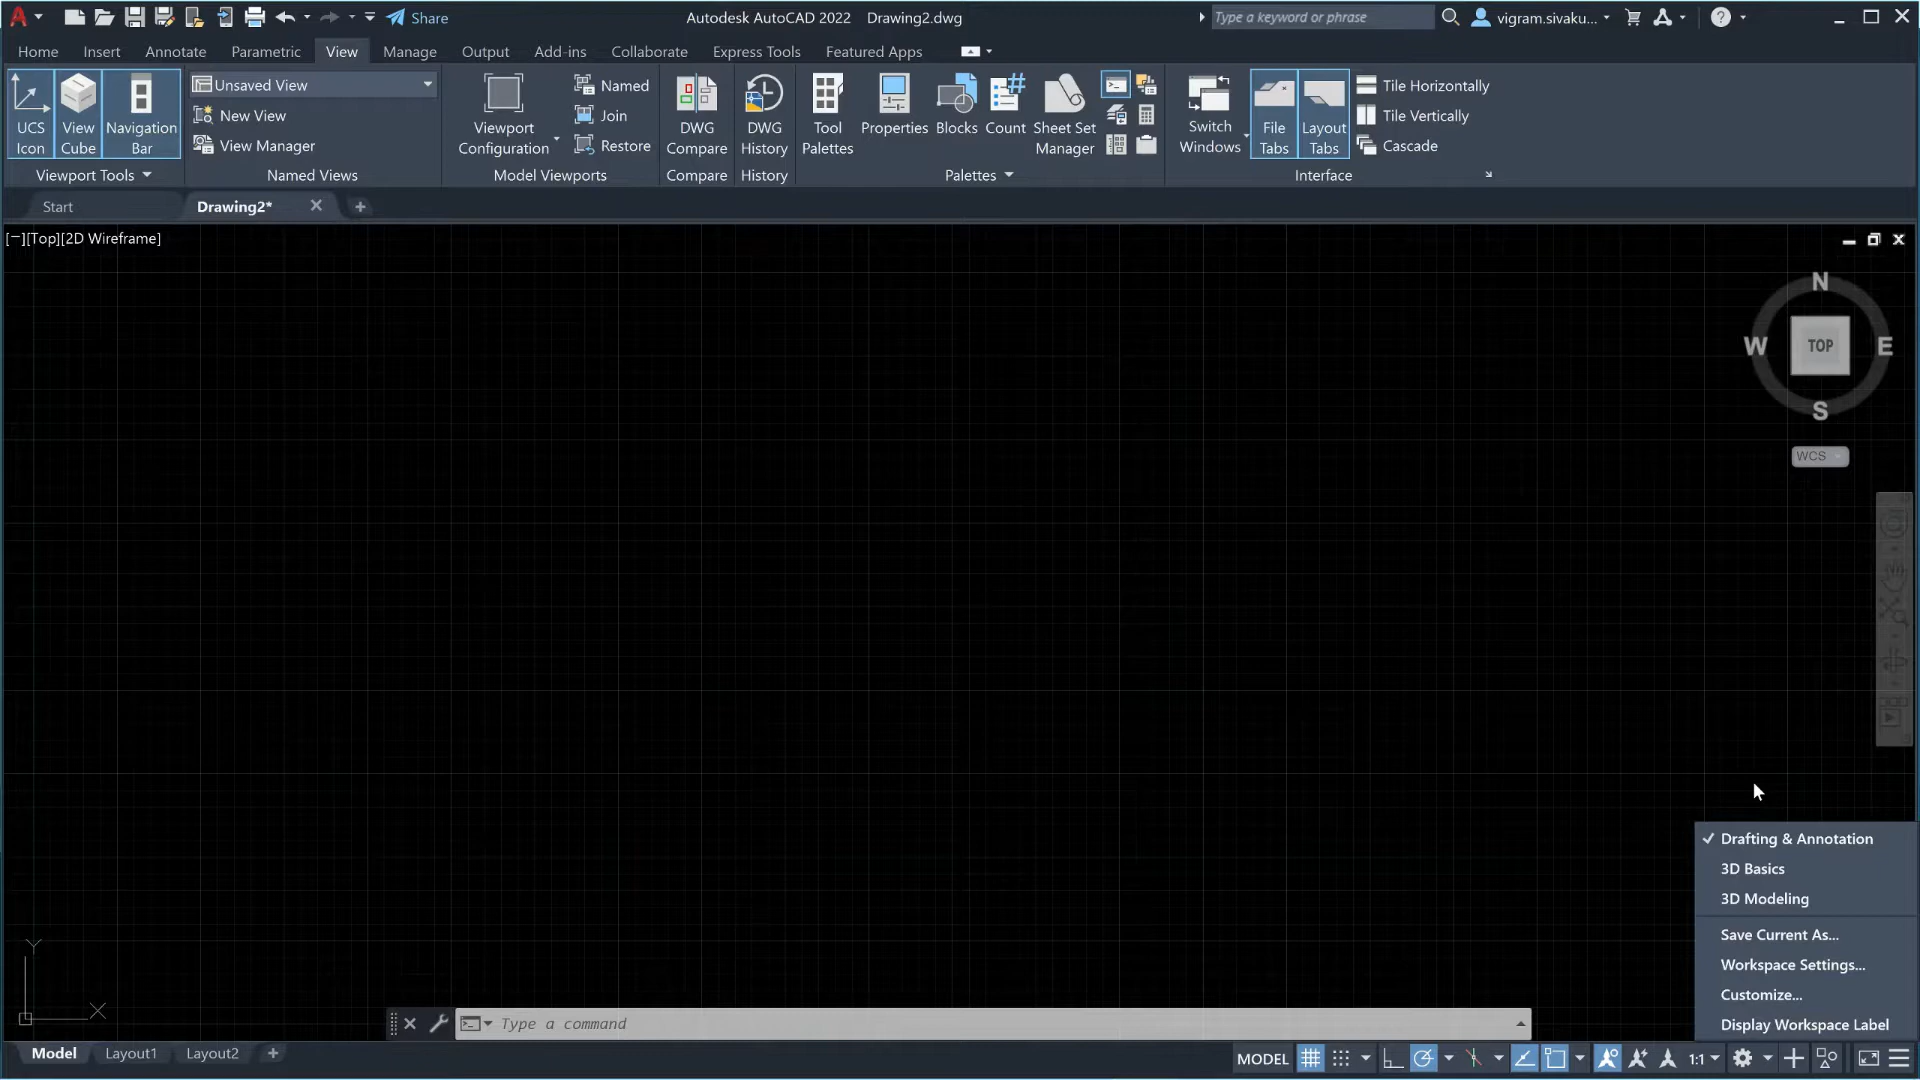 Share
Autodesk AutoCAD 2022 Drawing2.dwg
Type a keyword or phrase
vigram.sivaku...
Home Insert Annotate Parametric View Manage Output Add-ins Collaborate Express Tools Featured Apps
UCS Icon
View Cube
Navigation Bar
Viewport Tools
Unsaved View
New View
View Manager
Named Views
Viewport Configuration
Named
Join
Restore
Model Viewports
DWG Compare
Compare
DWG History
History
Tool Palettes
Properties
Blocks
Count
Sheet Set Manager
Palettes
Switch Windows
File Tabs
Layout Tabs
Tile Horizontally
Tile Vertically
Cascade
Interface
Start
Drawing2*
[−][Top][2D Wireframe]
N
W TOP E
S
WCS
Drafting & Annotation
3D Basics
3D Modeling
Save Current As...
Workspace Settings...
Customize...
Display Workspace Label
Y
X
Type a command
Model Layout1 Layout2
MODEL
1:1